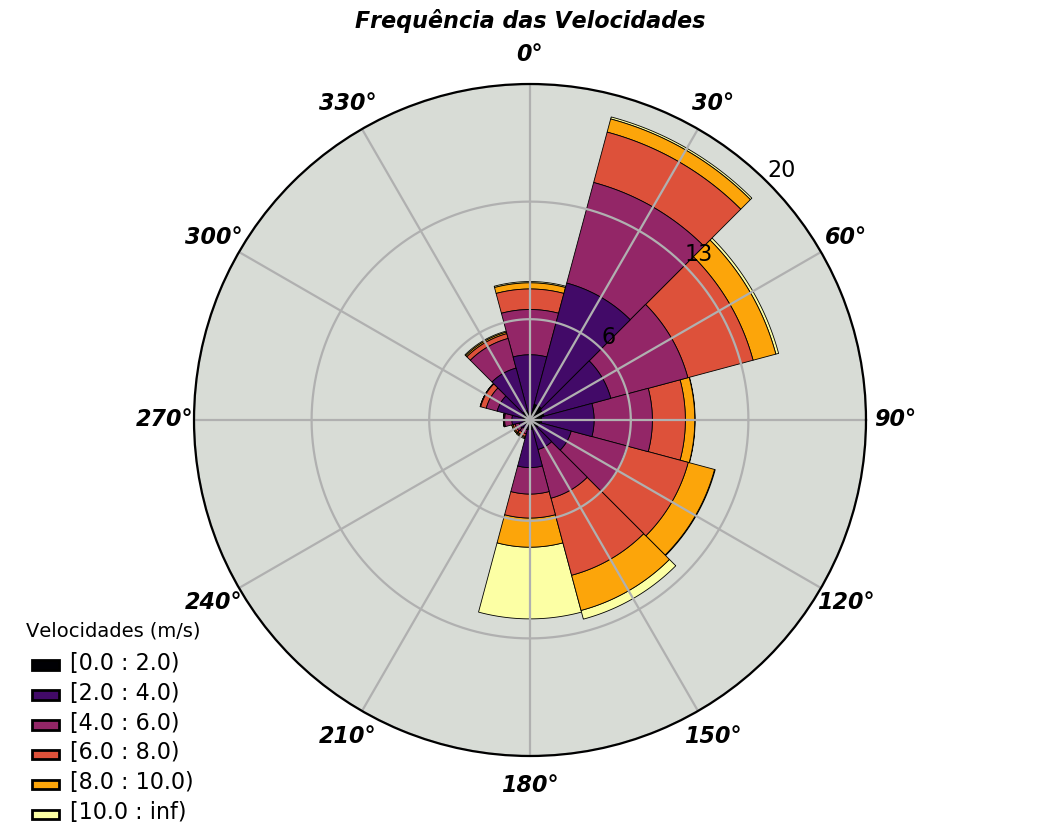 Frequência das Velocidades
0°
330°
30°
20
300°
60°
13
6
270°
90°
240°
120°
210°
150°
180°
Velocidades (m/s)
[0.0 : 2.0)
[2.0 : 4.0)
[4.0 : 6.0)
[6.0 : 8.0)
[8.0 : 10.0)
[10.0 : inf)